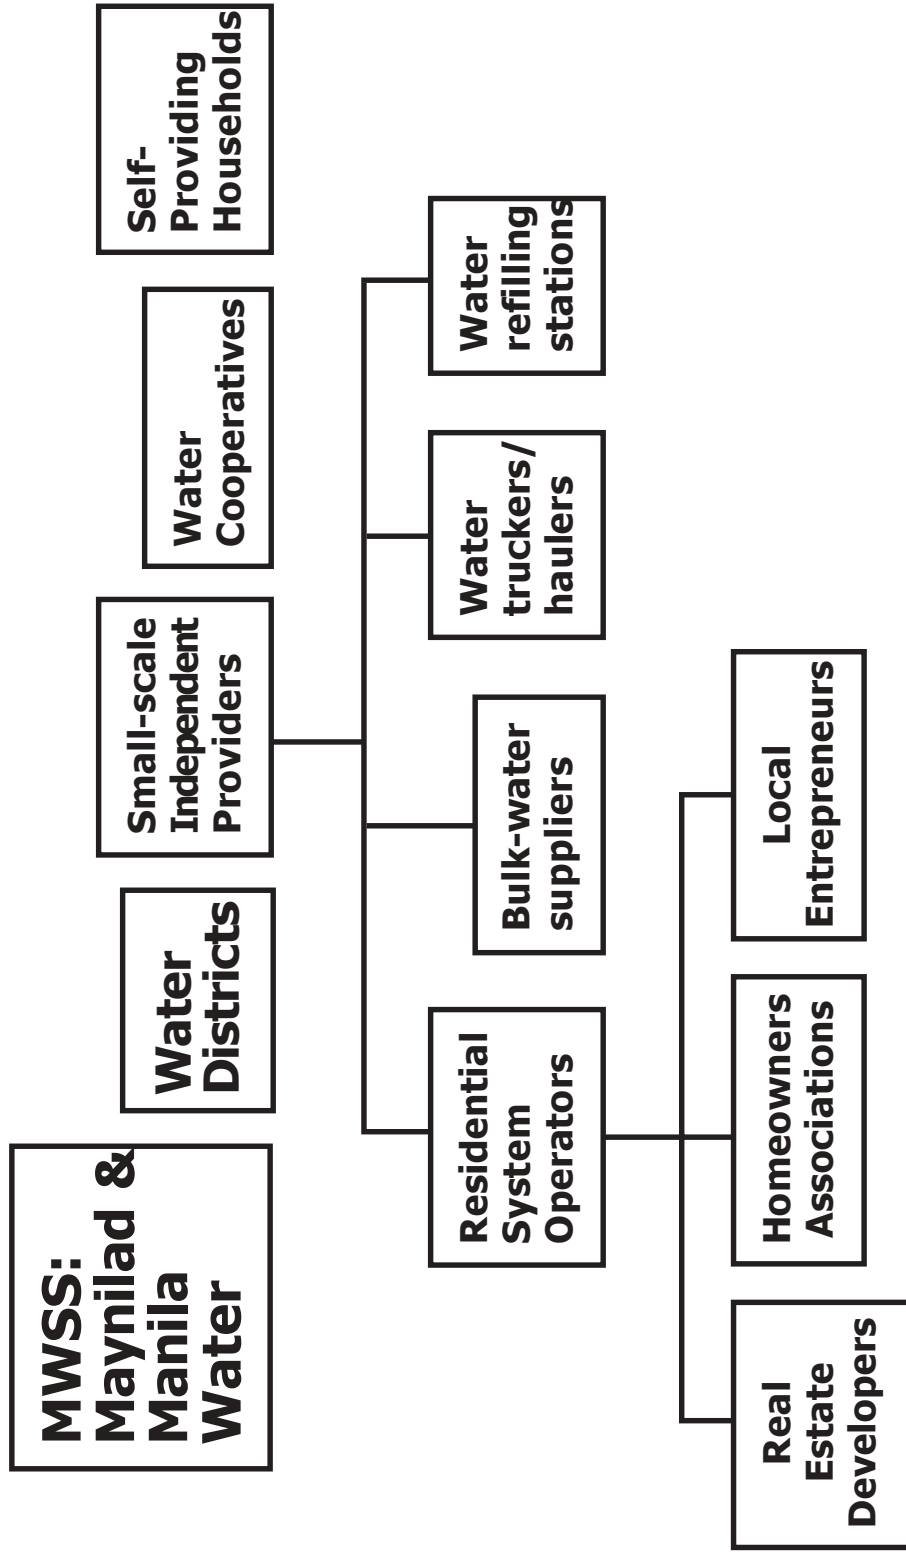 MWSS:
Maynilad &
Manila
Water
Water
Districts
Small-scale
Independent
Providers
Water
Cooperatives
Self-
Providing
Households
Residential
System
Operators
Bulk-water
suppliers
Water
truckers/
haulers
Water
refilling
stations
Real
Estate
Developers
Homeowners
Associations
Local
Entrepreneurs